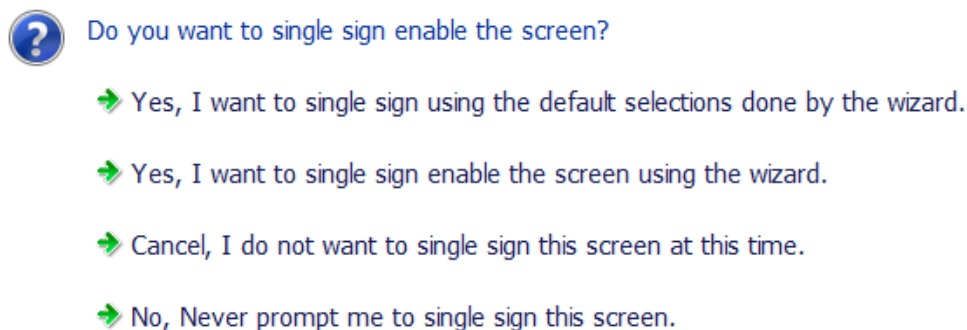 Do you want to single sign enable the screen?
Yes, I want to single sign using the default selections done by the wizard.
Yes, I want to single sign enable the screen using the wizard.
Cancel, I do not want to single sign this screen at this time.
No, Never prompt me to single sign this screen.